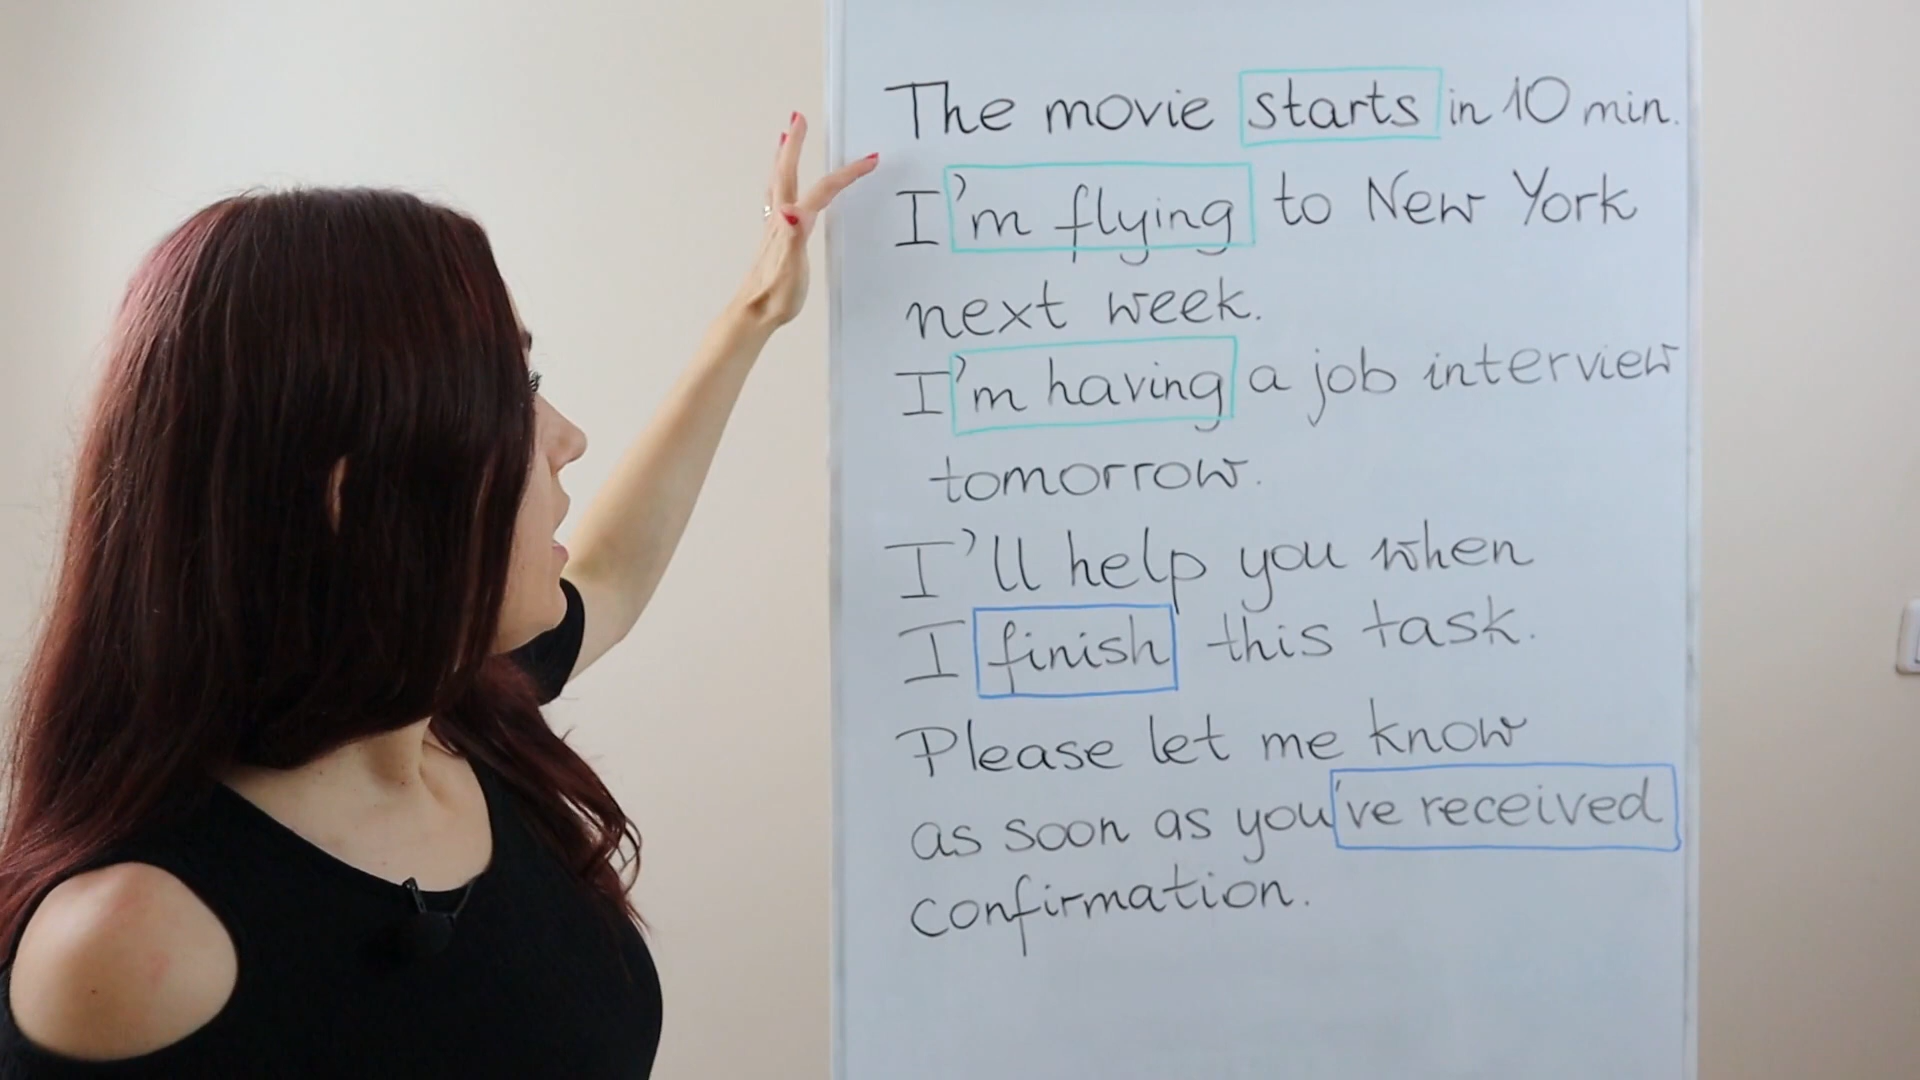 The movie starts in 10 min.
I'm flying to New York
next week.
I'm having a job interview
tomorrow.
I'll help you when
I finish this task.
Please let me know
as soon as you've received
confirmation.